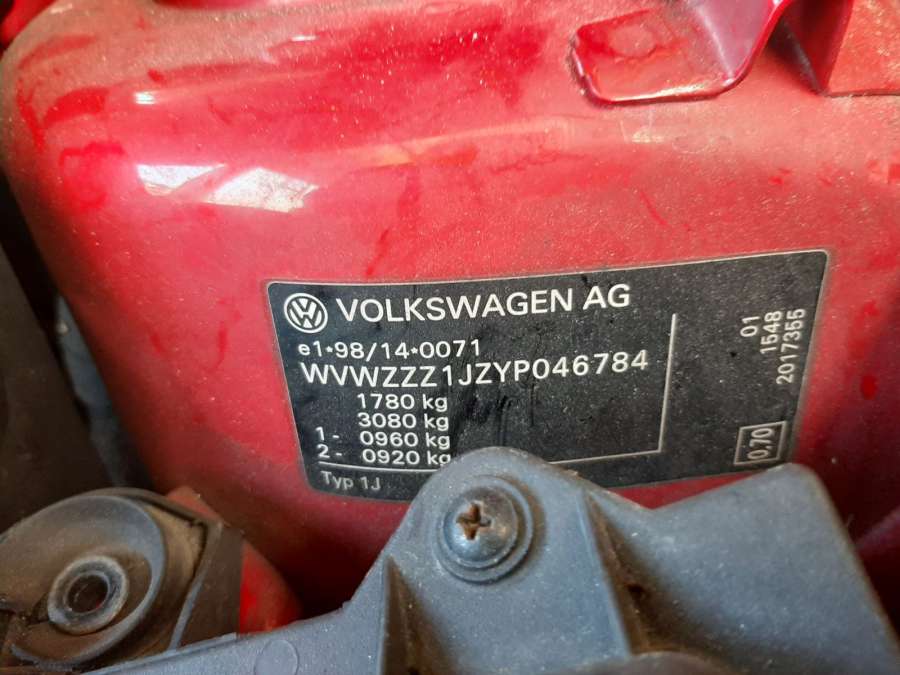 VOLKSWAGEN AG
e1*98/14*0071
WVWZZZ1JZYP046784
1780 kg
3080 kg
1- 0960 kg
2- 0920 kg
Typ 1J
01
1548
2017355
0,70